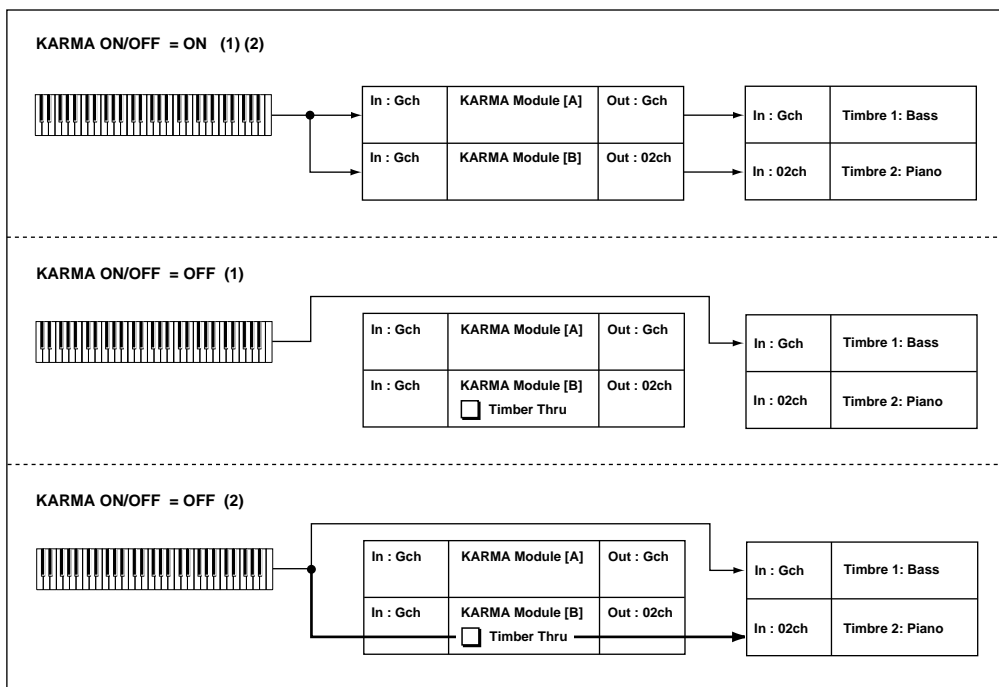 KARMA ON/OFF = ON (1) (2)
In : Gch KARMA Module [A] Out : Gch
In : Gch Timbre 1: Bass
In : Gch KARMA Module [B] Out : 02ch
In : 02ch Timbre 2: Piano
KARMA ON/OFF = OFF (1)
In : Gch KARMA Module [A] Out : Gch
In : Gch Timbre 1: Bass
In : Gch KARMA Module [B] Out : 02ch
Timber Thru
In : 02ch Timbre 2: Piano
KARMA ON/OFF = OFF (2)
In : Gch KARMA Module [A] Out : Gch
In : Gch Timbre 1: Bass
In : Gch KARMA Module [B] Out : 02ch
Timber Thru
In : 02ch Timbre 2: Piano